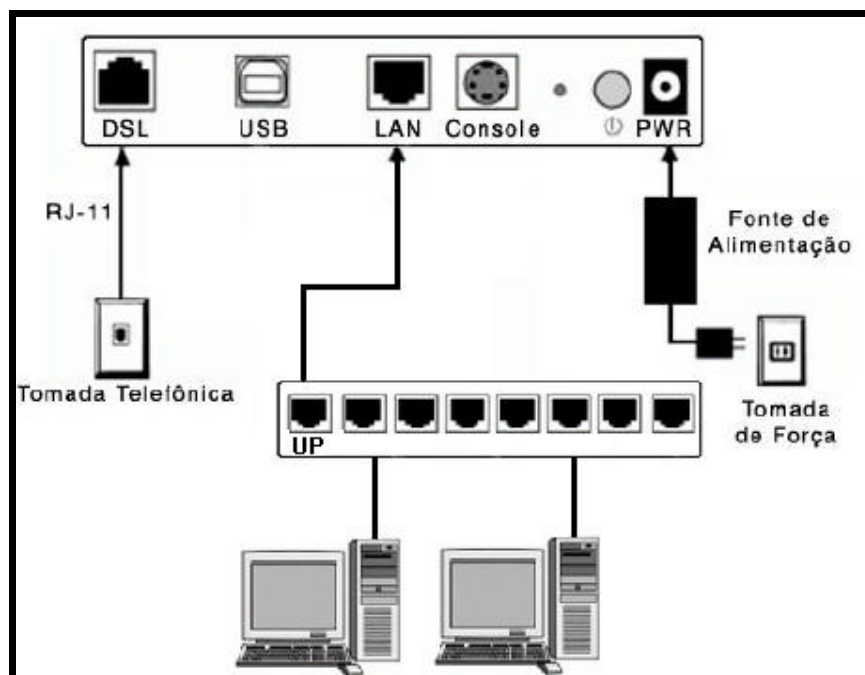 DSL USB LAN Console PWR
RJ-11
Fonte de
Alimentação
Tomada Telefônica
UP
Tomada
de Força